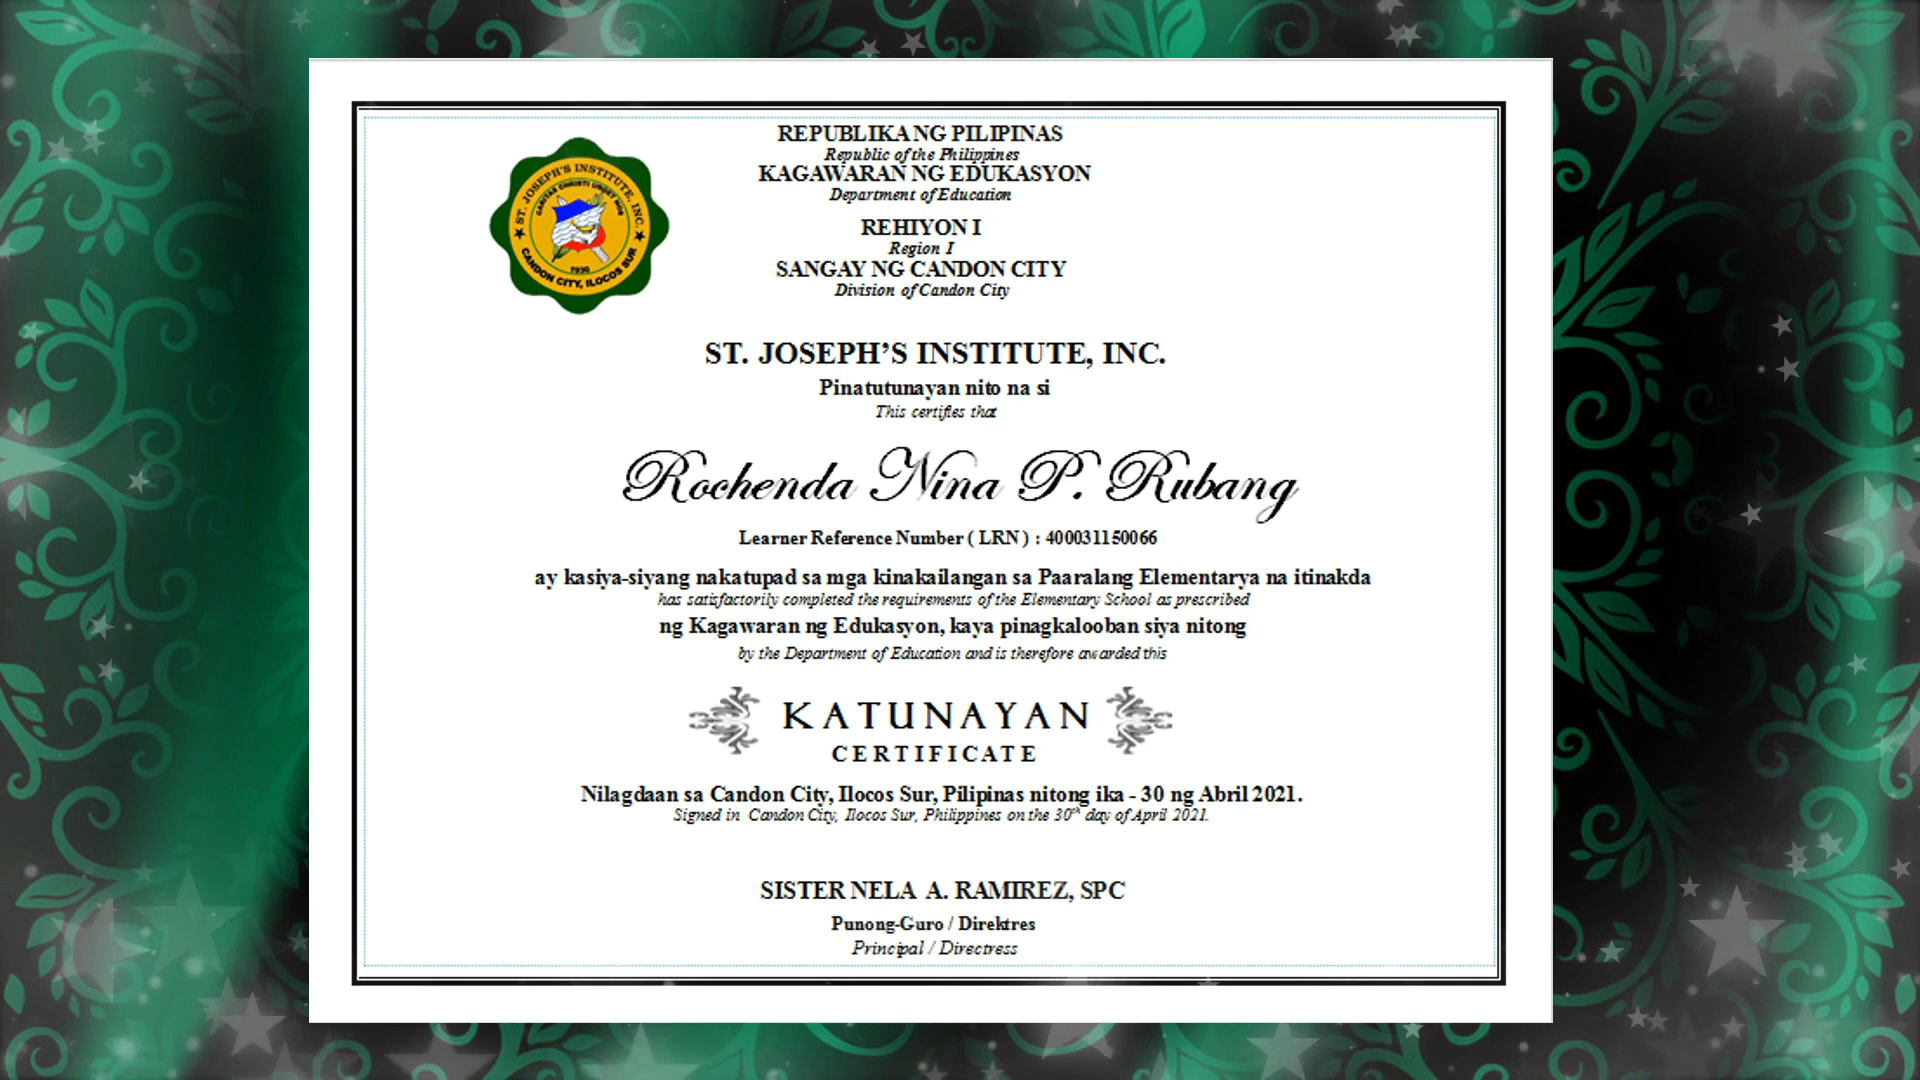 ST. JOSEPH'S INSTITUTE, INC.
CARITAS CHRISTI URGET NOS
1930
CANDON CITY, ILOCOS SUR
REPUBLIKA NG PILIPINAS
Republic of the Philippines
KAGAWARAN NG EDUKASYON
Department of Education
REHIYON I
Region I
SANGAY NG CANDON CITY
Division of Candon City
ST. JOSEPH’S INSTITUTE, INC.
Pinatutunayan nito na si
This certifies that
Rochenda Nina P. Rubang
Learner Reference Number ( LRN ) : 400031150066
ay kasiya-siyang nakatupad sa mga kinakailangan sa Paaralang Elementarya na itinakda
has satisfactorily completed the requirements of the Elementary School as prescribed
ng Kagawaran ng Edukasyon, kaya pinagkalooban siya nitong
by the Department of Education and is therefore awarded this
KATUNAYAN
CERTIFICATE
Nilagdaan sa Candon City, Ilocos Sur, Pilipinas nitong ika - 30 ng Abril 2021.
Signed in Candon City, Ilocos Sur, Philippines on the 30th day of April 2021.
SISTER NELA A. RAMIREZ, SPC
Punong-Guro / Direktres
Principal / Directress